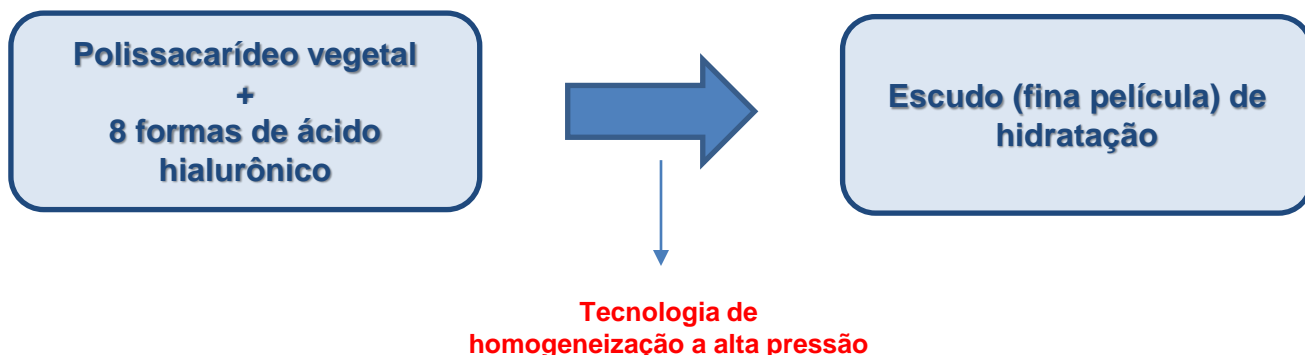 Polissacarídeo vegetal
+
8 formas de ácido
hialurônico
Escudo (fina película) de
hidratação
Tecnologia de
homogeneização a alta pressão